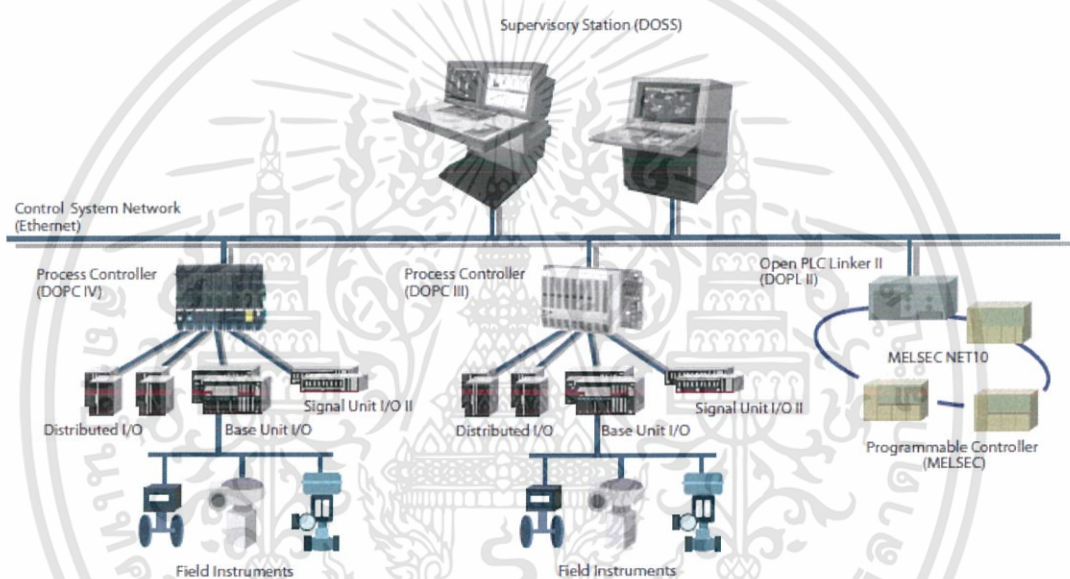 Supervisory Station (DOSS)
Control System Network
(Ethernet)
Process Controller
(DOPC IV)
Process Controller
(DOPC III)
Open PLC Linker II
(DOPL II)
MELSEC NET10
Signal Unit I/O II
Distributed I/O
Base Unit I/O
Signal Unit I/O II
Distributed I/O
Base Unit I/O
Programmable Controller
(MELSEC)
Field Instruments
Field Instruments